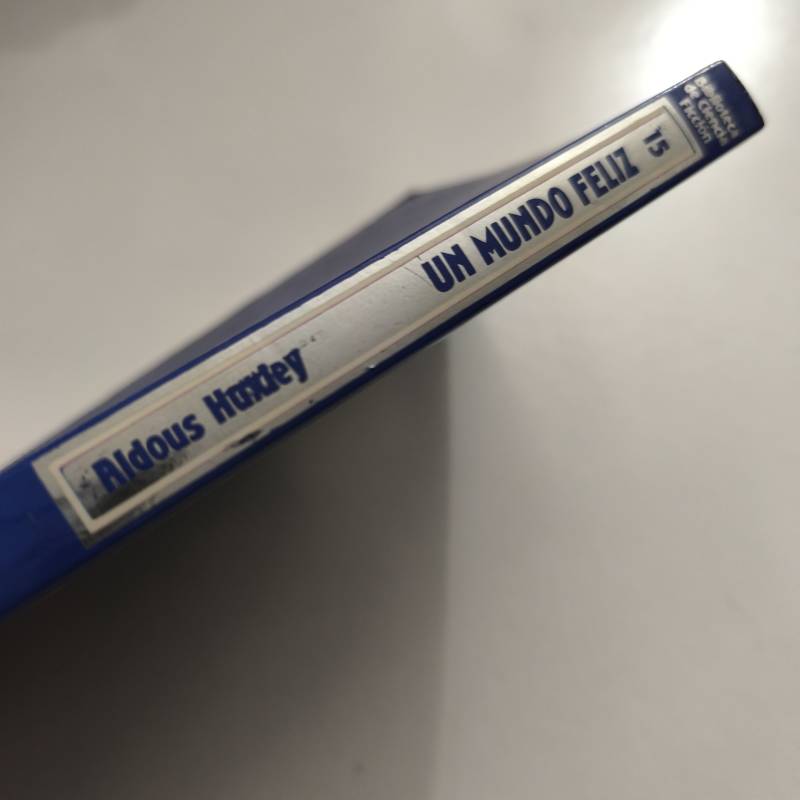 Aldous Huxley
UN MUNDO FELIZ
15
Biblioteca
de Ciencia
Ficción